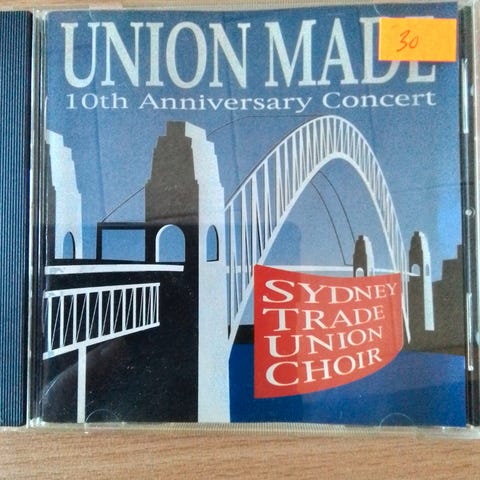 UNION MADE
30
10th Anniversary Concert
SYDNEY
TRADE
UNION
CHOIR